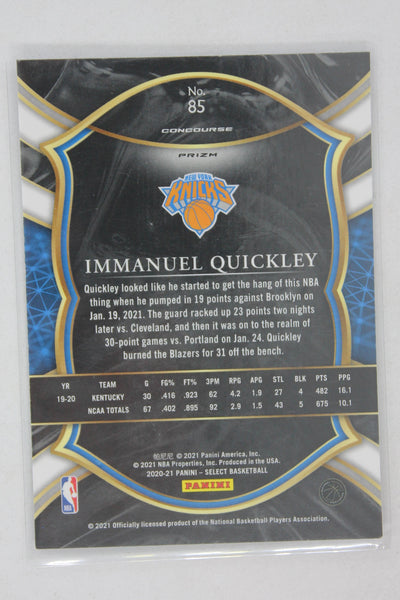 No.
85
CONCOURSE
PRIZM
NEW YORK
KNICKS
IMMANUEL QUICKLEY
Quickley looked like he started to get the hang of this NBA
thing when he pumped in 19 points against Brooklyn on
Jan. 19, 2021. The guard racked up 23 points two nights
later vs. Cleveland, and then it was on to the realm of
30-point games vs. Portland on Jan. 24. Quickley
burned the Blazers for 31 off the bench.
YR TEAM G FG% FT% 3PM RPG APG STL BLK PTS PPG
19-20 KENTUCKY 30 .416 .923 62 4.2 1.9 27 4 482 16.1
NCAA TOTALS 67 .402 .895 92 2.9 1.5 43 5 675 10.1
帕尼尼 © 2021 Panini America, Inc.
© 2021 NBA Properties, Inc. Produced in the USA.
2020-21 PANINI - SELECT BASKETBALL
PANINI
NBA
© 2021 Officially licensed product of the National Basketball Players Association.